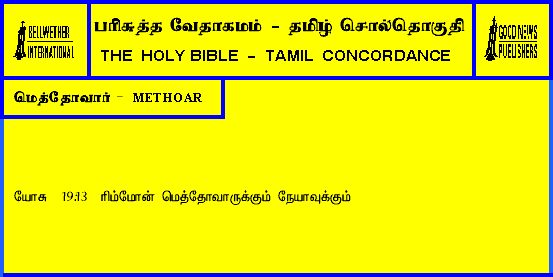 BELLWETHER INTERNATIONAL
பரிசுத்த வேதாகமம் - தமிழ் சொல்தொகுதி
THE HOLY BIBLE - TAMIL CONCORDANCE
GOOD NEWS PUBLISHERS
மெத்தோவார் - METHOAR
யோசு 19:13 ரிம்மோன் மெத்தோவாருக்கும் நேயாவுக்கும்